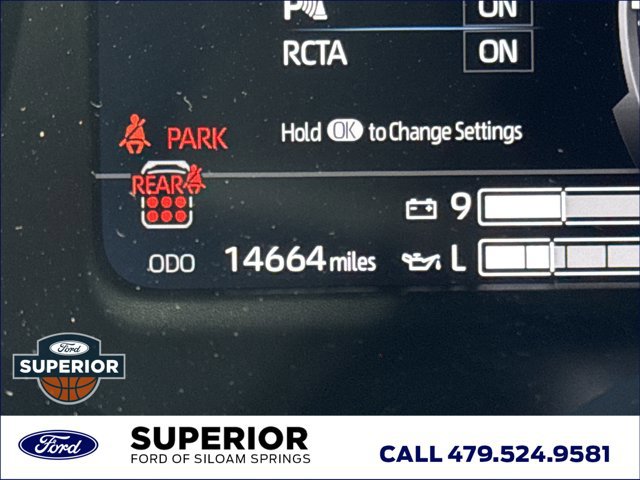 P
ON
RCTA ON
PARK
Hold OK to Change Settings
REAR
9
ODO 14664 miles
L
Ford
SUPERIOR
Ford
SUPERIOR
FORD OF SILOAM SPRINGS
CALL 479.524.9581